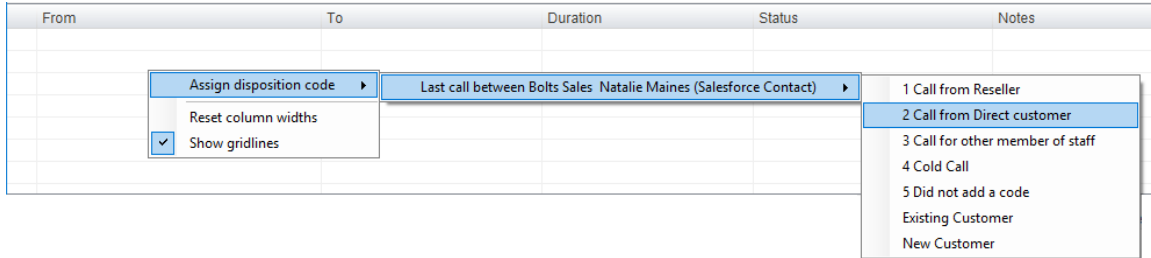 From To Duration Status Notes
Assign disposition code
Last call between Bolts Sales  Natalie Maines (Salesforce Contact)
Reset column widths
Show gridlines
1 Call from Reseller
2 Call from Direct customer
3 Call for other member of staff
4 Cold Call
5 Did not add a code
Existing Customer
New Customer